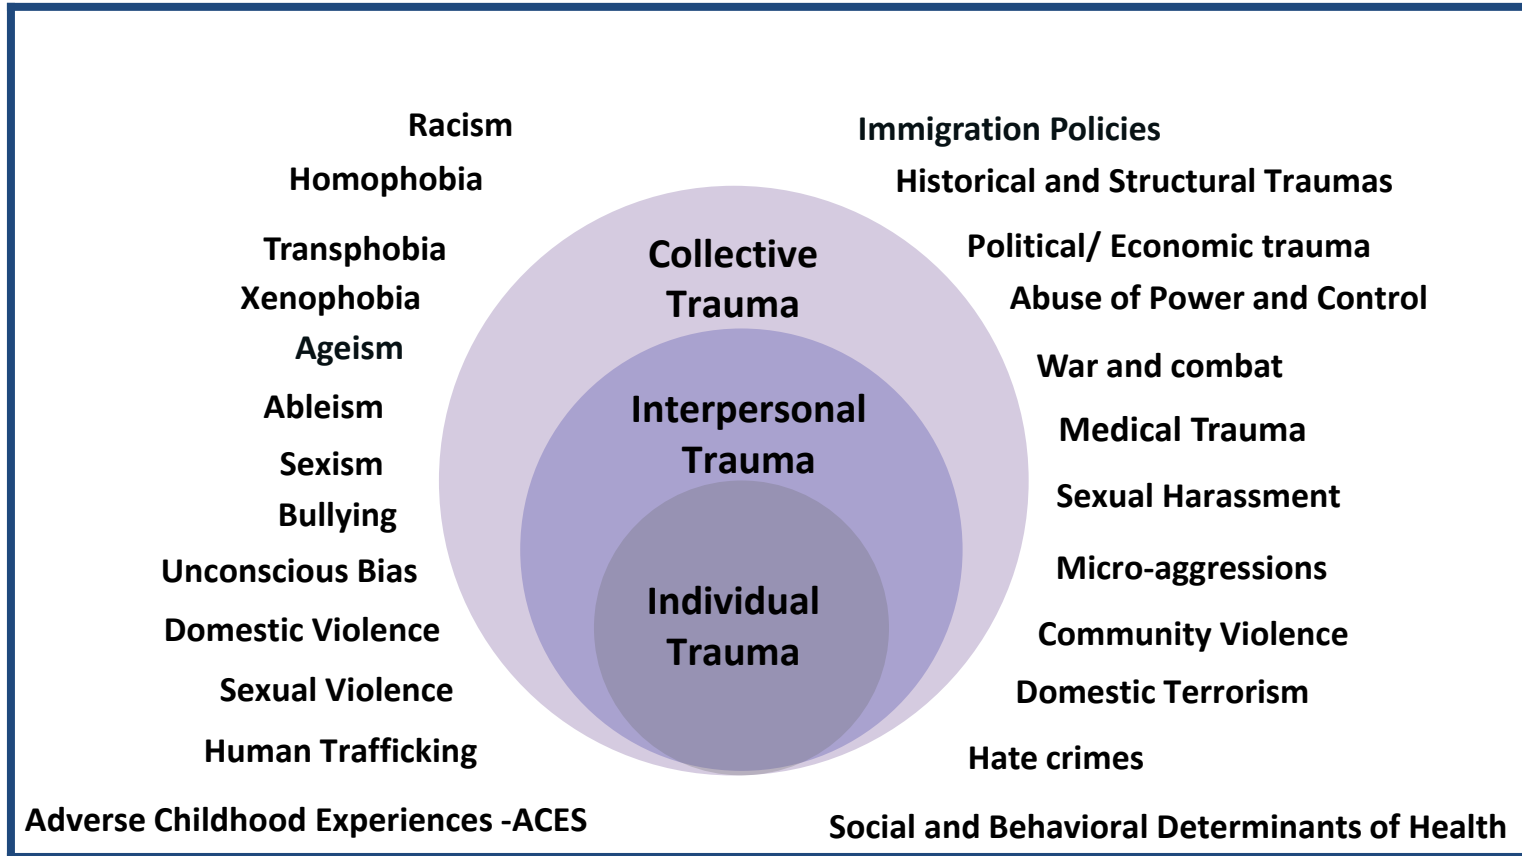 Racism
Homophobia
Transphobia
Xenophobia
Ageism
Ableism
Sexism
Bullying
Unconscious Bias
Domestic Violence
Sexual Violence
Human Trafficking
Adverse Childhood Experiences -ACES
Collective
Trauma
Interpersonal
Trauma
Individual
Trauma
Immigration Policies
Historical and Structural Traumas
Political/ Economic trauma
Abuse of Power and Control
War and combat
Medical Trauma
Sexual Harassment
Micro-aggressions
Community Violence
Domestic Terrorism
Hate crimes
Social and Behavioral Determinants of Health